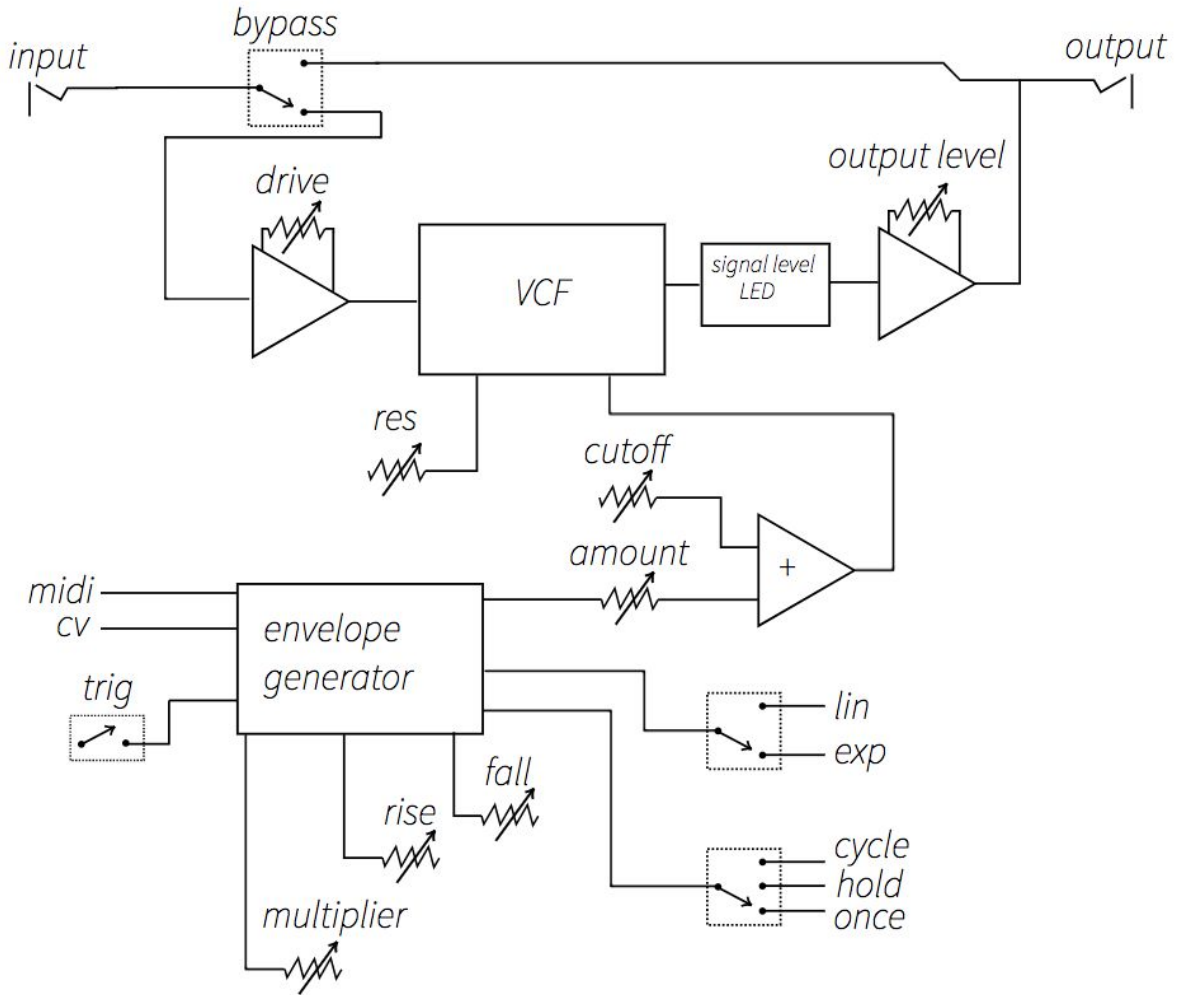 bypass
input
output
drive
output level
VCF
signal level
LED
res
cutoff
amount
+
midi
cv
envelope
generator
trig
lin
exp
fall
rise
cycle
hold
once
multiplier